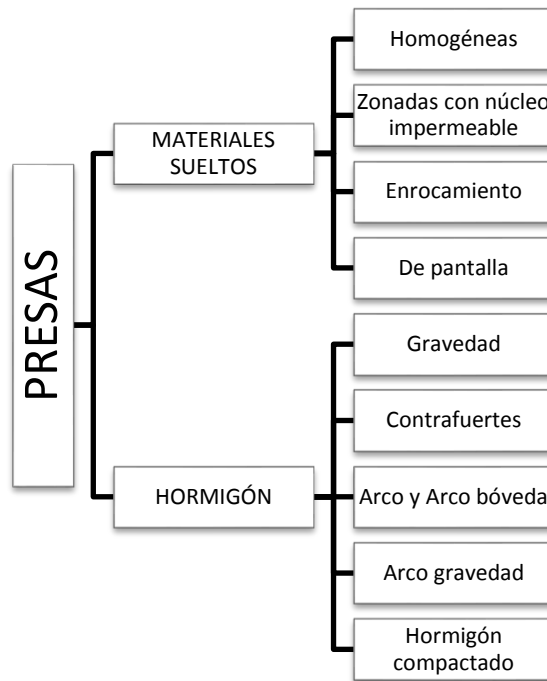 PRESAS
MATERIALES
SUELTOS
Homogéneas
Zonadas con núcleo
impermeable
Enrocamiento
De pantalla
HORMIGÓN
Gravedad
Contrafuertes
Arco y Arco bóveda
Arco gravedad
Hormigón
compactado